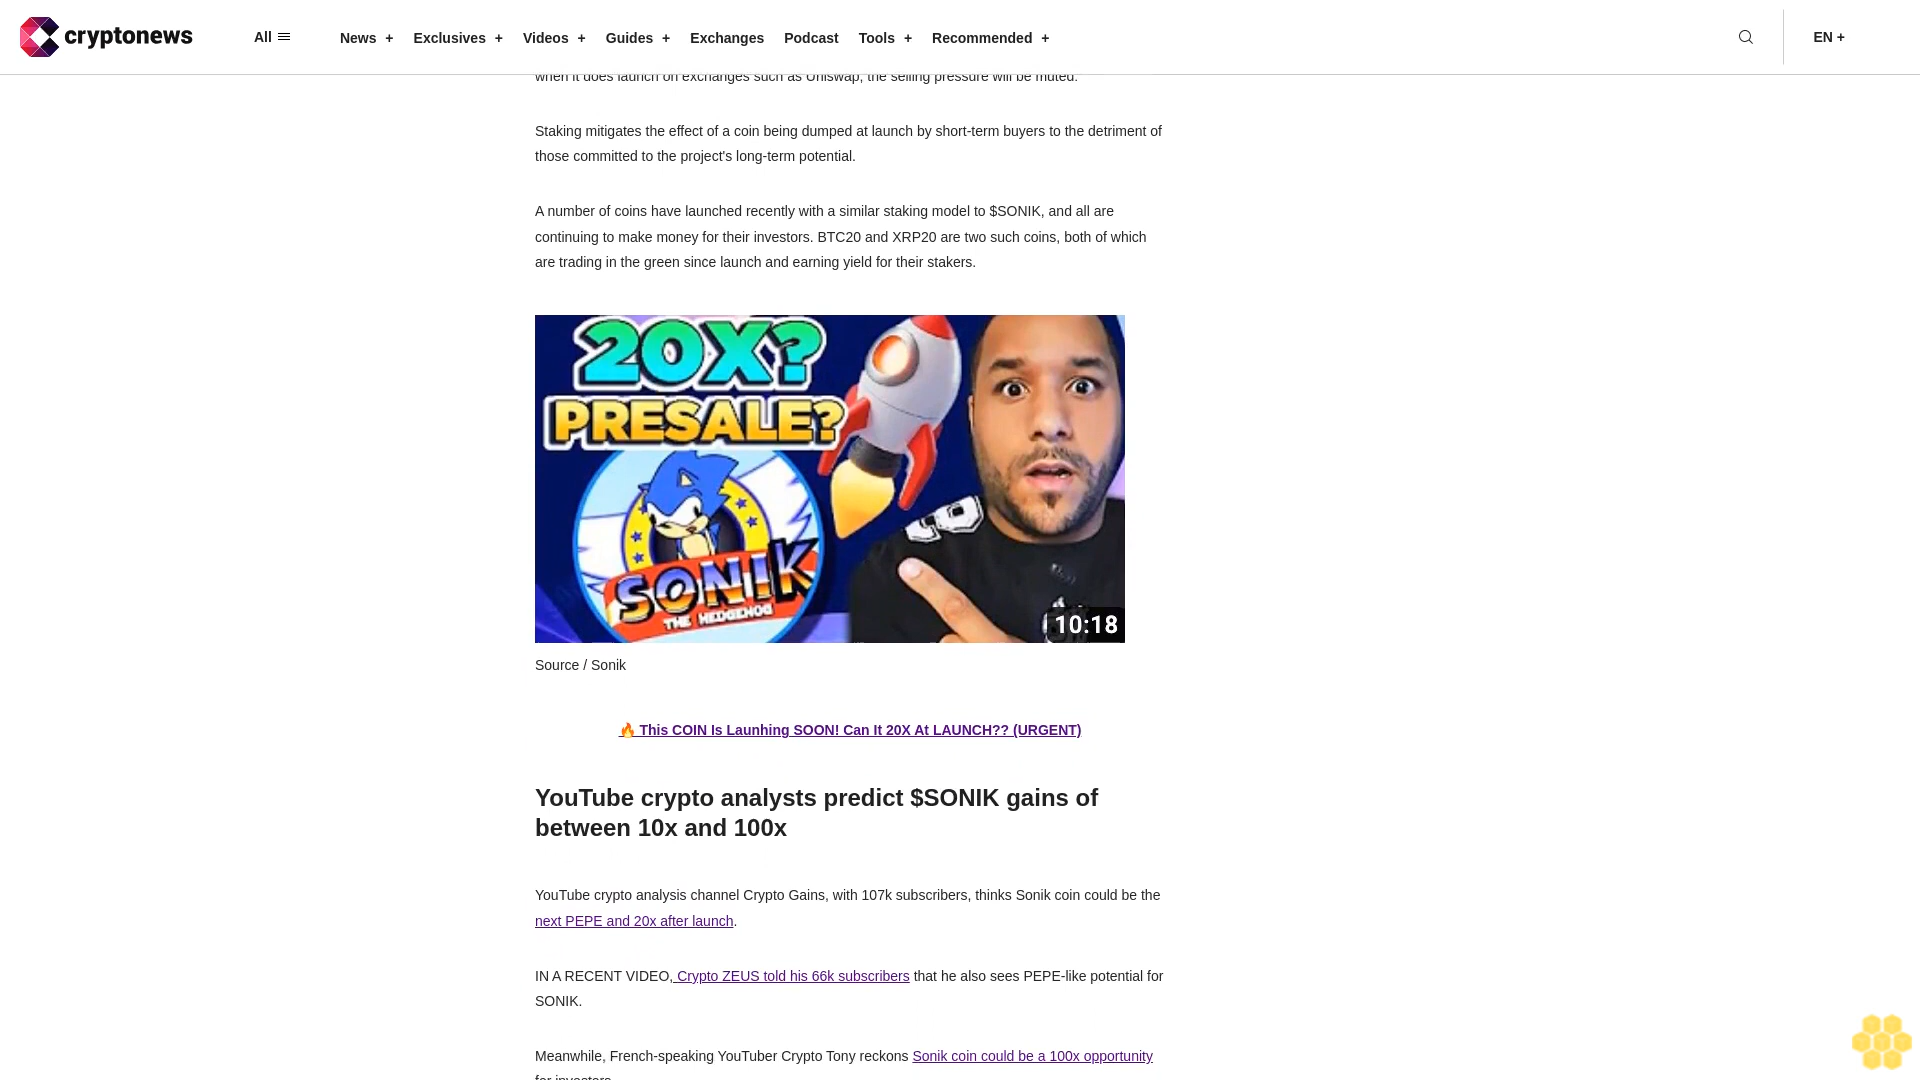 cryptonews
All
News +
Exclusives +
Videos +
Guides +
Exchanges
Podcast
Tools +
Recommended +
EN +
when it does launch on exchanges such as Uniswap, the selling pressure will be muted.
Staking mitigates the effect of a coin being dumped at launch by short-term buyers to the detriment of
those committed to the project's long-term potential.
A number of coins have launched recently with a similar staking model to $SONIK, and all are
continuing to make money for their investors. BTC20 and XRP20 are two such coins, both of which
are trading in the green since launch and earning yield for their stakers.
20X?
PRESALE?
SONIK
THE HEDGEHOG
10:18
Source / Sonik
🔥 This COIN Is Launhing SOON! Can It 20X At LAUNCH?? (URGENT)
YouTube crypto analysts predict $SONIK gains of
between 10x and 100x
YouTube crypto analysis channel Crypto Gains, with 107k subscribers, thinks Sonik coin could be the
next PEPE and 20x after launch.
IN A RECENT VIDEO, Crypto ZEUS told his 66k subscribers that he also sees PEPE-like potential for
SONIK.
Meanwhile, French-speaking YouTuber Crypto Tony reckons Sonik coin could be a 100x opportunity
for investors.